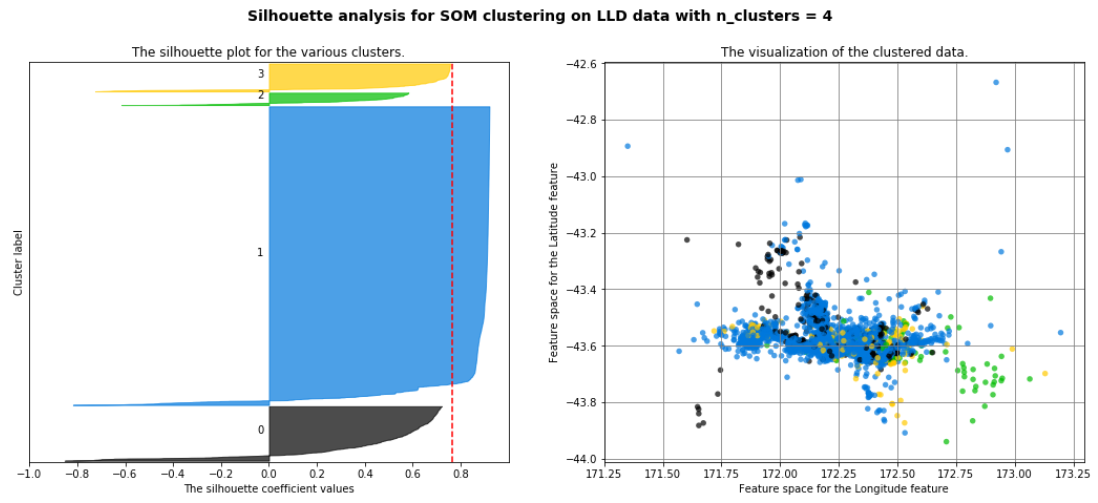 Silhouette analysis for SOM clustering on LLD data with n_clusters = 4
The silhouette plot for the various clusters.
Cluster label
3
2
1
0
−1.0 −0.8 −0.6 −0.4 −0.2 0.0 0.2 0.4 0.6 0.8
The silhouette coefficient values
The visualization of the clustered data.
Feature space for the Latitude feature
−42.6
−42.8
−43.0
−43.2
−43.4
−43.6
−43.8
−44.0
171.25 171.50 171.75 172.00 172.25 172.50 172.75 173.00 173.25
Feature space for the Longitude feature